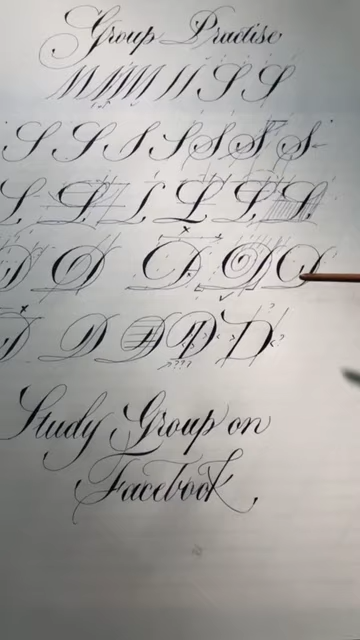 Group Practise
S S
S S S S S S S
L L L L L L
D D D D D
D D D D D
Study Group on
Facebook.